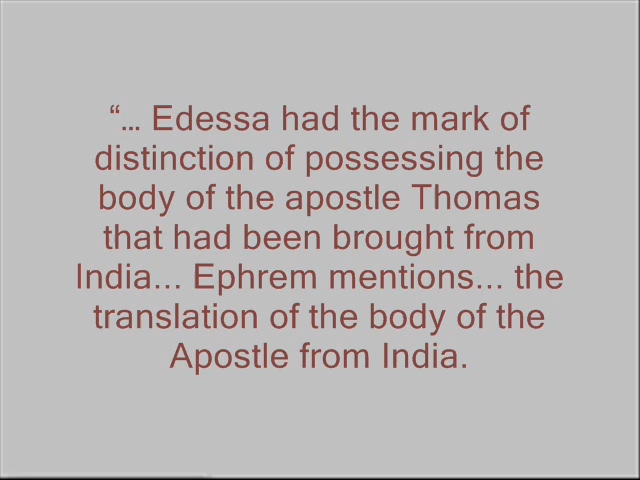 “... Edessa had the mark of
distinction of possessing the
body of the apostle Thomas
that had been brought from
India... Ephrem mentions... the
translation of the body of the
Apostle from India.